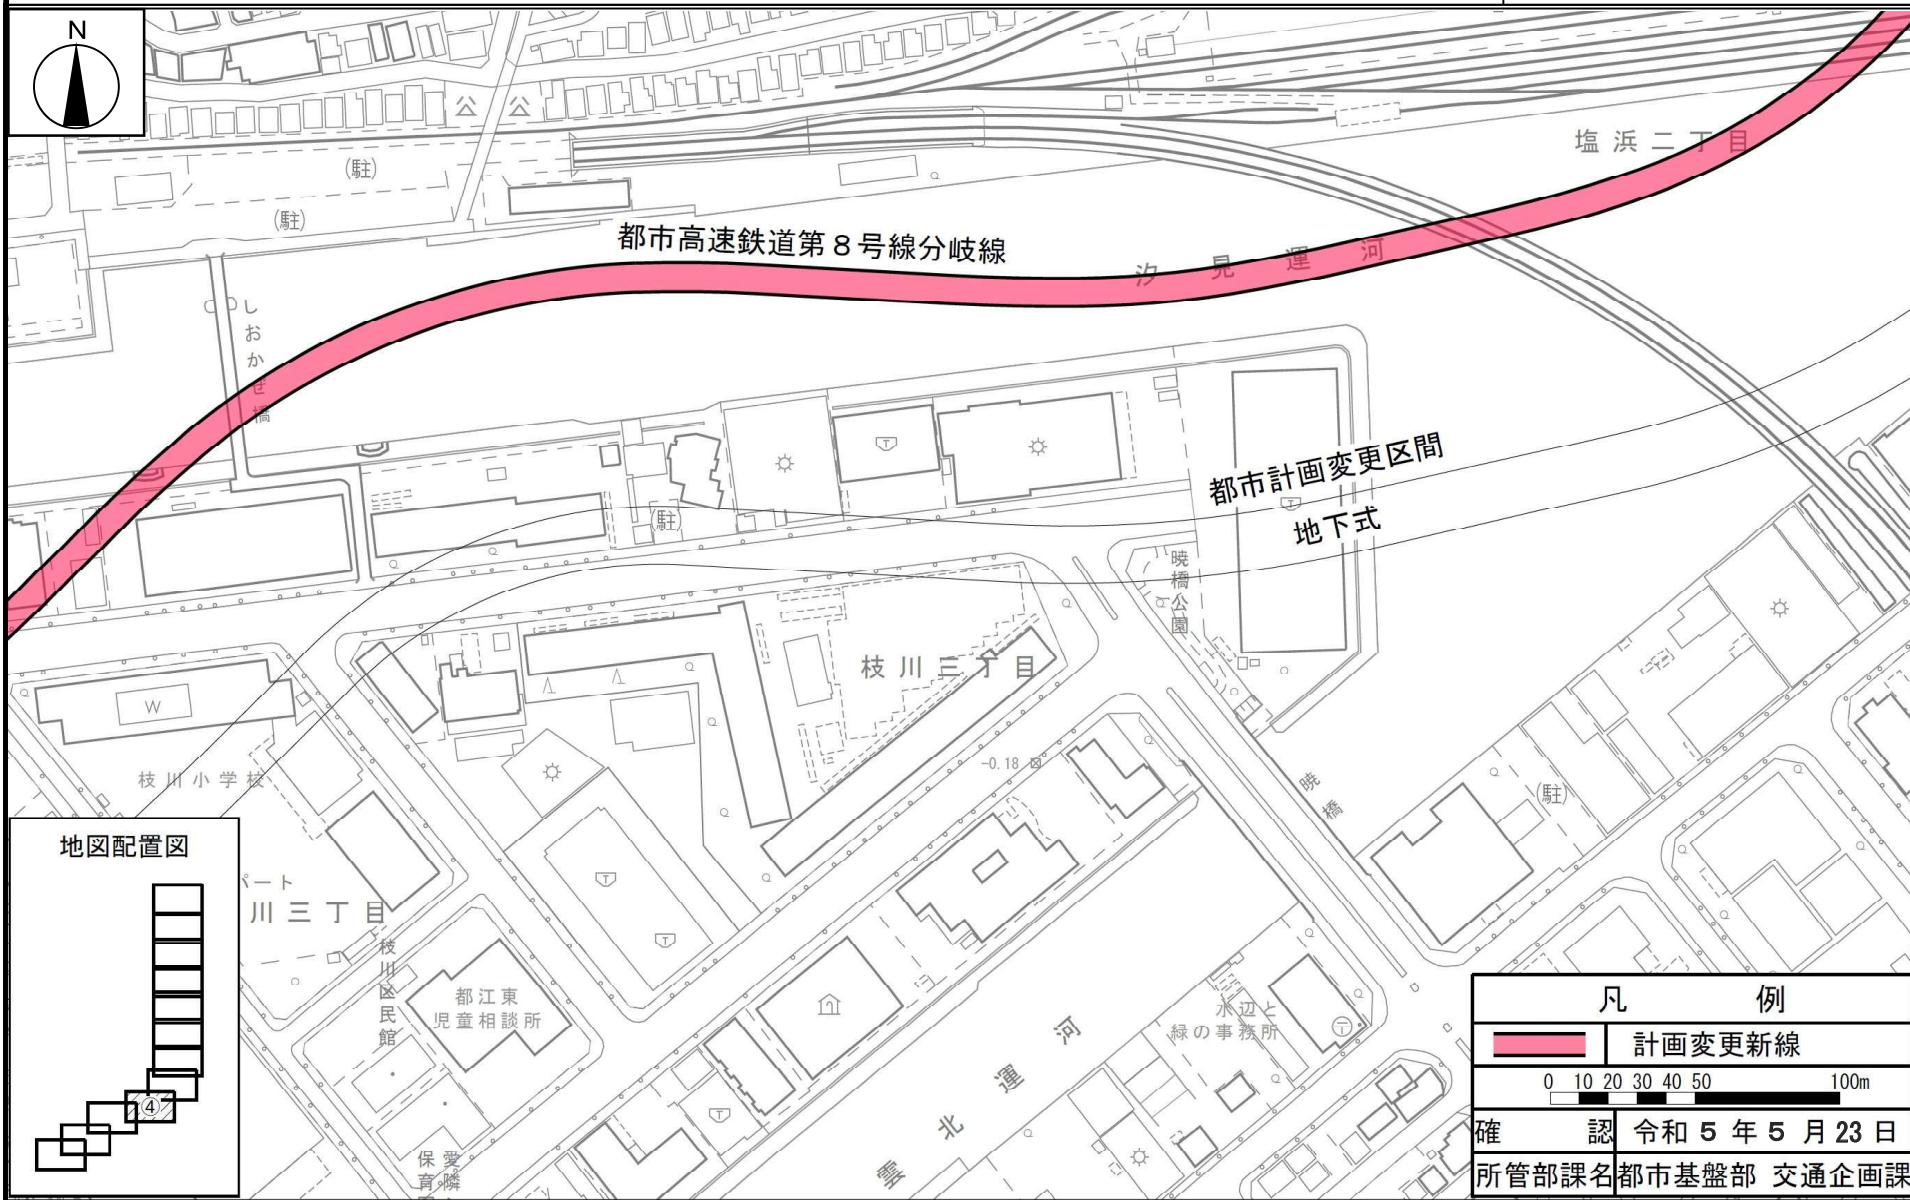 N
公 公
(駐)
(駐)
塩浜二丁目
都市高速鉄道第８号線分岐線
汐見運河
しおかぜ橋
都市計画変更区間
地下式
(駐)
暁橋公園
枝川三丁目
W
枝川小学校
-0.18
暁橋
(駐)
地図配置図
④
パート
川三丁目
枝川区民館
都江東
児童相談所
水辺と
緑の事務所
雲北運河
愛隣
保育
凡例
計画変更新線
0 10 20 30 40 50 100m
確認 令和 5 年 5 月 23 日
所管部課名 都市基盤部 交通企画課